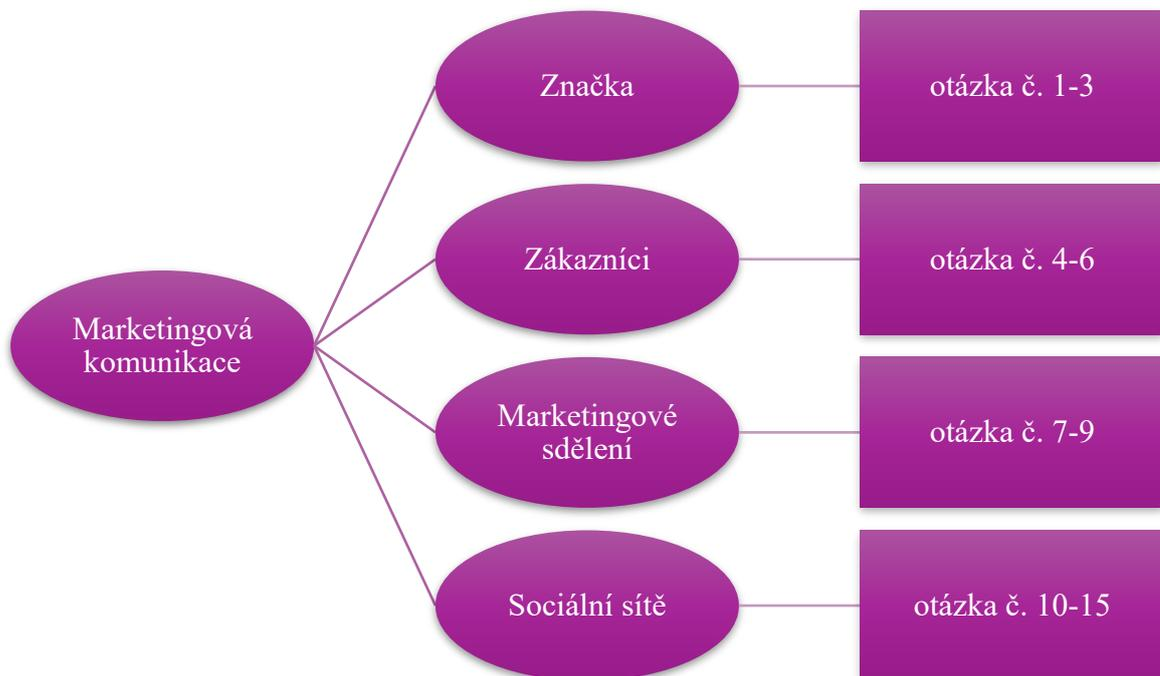 Značka
otázka č. 1-3
Zákazníci
otázka č. 4-6
Marketingová
komunikace
Marketingové
sdělení
otázka č. 7-9
Sociální sítě
otázka č. 10-15